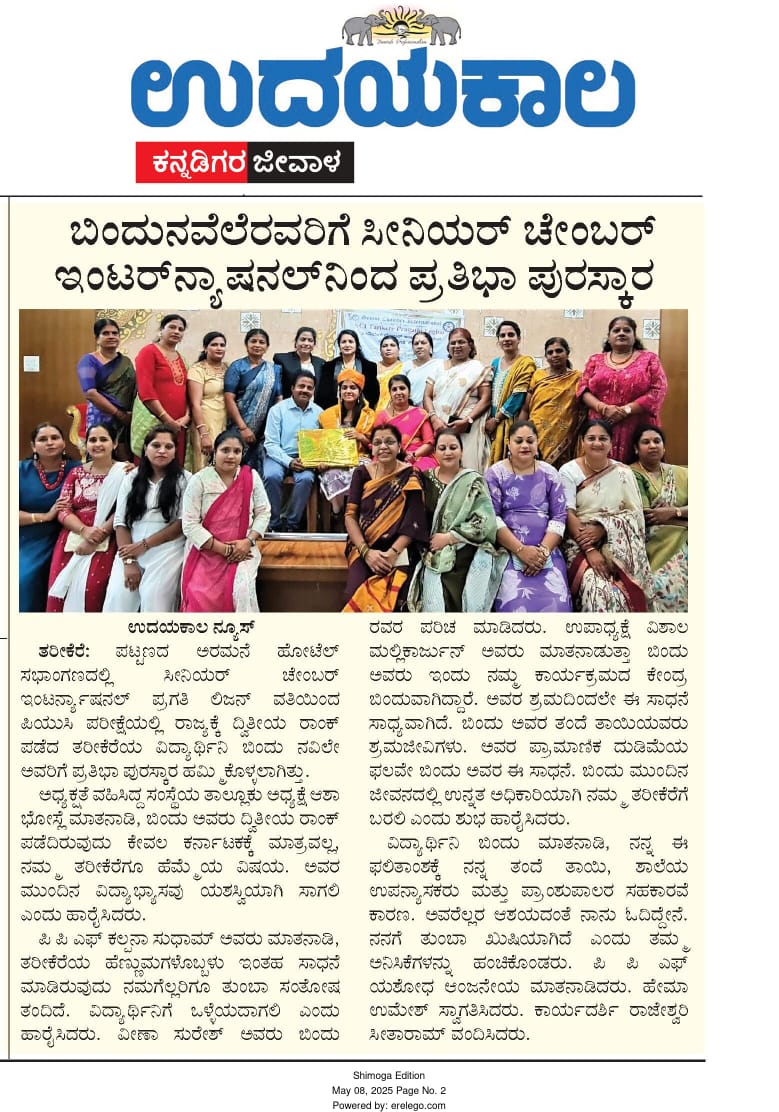 ಉದಯಕಾಲ
ಕನ್ನಡಿಗರ ಜೀವಾಳ
ಬಿಂದುನವೆಲೆರವರಿಗೆ ಸೀನಿಯರ್ ಚೇಂಬರ್
ಇಂಟರ್‌ನ್ಯಾಷನಲ್‌ನಿಂದ ಪ್ರತಿಭಾ ಪುರಸ್ಕಾರ
Senior Chamber International
SCI Tarikere Pragathi Legion
ಉದಯಕಾಲ ನ್ಯೂಸ್
ತರೀಕೆರೆ: ಪಟ್ಟಣದ ಅರಮನೆ ಹೋಟೆಲ್
ಸಭಾಂಗಣದಲ್ಲಿ ಸೀನಿಯರ್ ಚೇಂಬರ್
ಇಂಟರ್ನ್ಯಾಷನಲ್ ಪ್ರಗತಿ ಲಿಜನ್ ವತಿಯಿಂದ
ಪಿಯುಸಿ ಪರೀಕ್ಷೆಯಲ್ಲಿ ರಾಜ್ಯಕ್ಕೆ ದ್ವಿತೀಯ ರಾಂಕ್
ಪಡೆದ ತರೀಕೆರೆಯ ವಿದ್ಯಾರ್ಥಿನಿ ಬಿಂದು ನವಿಲೇ
ಅವರಿಗೆ ಪ್ರತಿಭಾ ಪುರಸ್ಕಾರ ಹಮ್ಮಿಕೊಳ್ಳಲಾಗಿತ್ತು.
ಅಧ್ಯಕ್ಷತೆ ವಹಿಸಿದ್ದ ಸಂಸ್ಥೆಯ ತಾಲ್ಲೂಕು ಅಧ್ಯಕ್ಷೆ ಆಶಾ
ಭೋಸ್ಲೆ ಮಾತನಾಡಿ, ಬಿಂದು ಅವರು ದ್ವಿತೀಯ ರಾಂಕ್
ಪಡೆದಿರುವುದು ಕೇವಲ ಕರ್ನಾಟಕಕ್ಕೆ ಮಾತ್ರವಲ್ಲ,
ನಮ್ಮ ತರೀಕೆರೆಗೂ ಹೆಮ್ಮೆಯ ವಿಷಯ. ಅವರ
ಮುಂದಿನ ವಿದ್ಯಾಭ್ಯಾಸವು ಯಶಸ್ವಿಯಾಗಿ ಸಾಗಲಿ
ಎಂದು ಹಾರೈಸಿದರು.
ಪಿ ಪಿ ಎಫ್ ಕಲ್ಪನಾ ಸುಧಾಮ್ ಅವರು ಮಾತನಾಡಿ,
ತರೀಕೆರೆಯ ಹೆಣ್ಣುಮಗಳೊಬ್ಬಳು ಇಂತಹ ಸಾಧನೆ
ಮಾಡಿರುವುದು ನಮಗೆಲ್ಲರಿಗೂ ತುಂಬಾ ಸಂತೋಷ
ತಂದಿದೆ. ವಿದ್ಯಾರ್ಥಿನಿಗೆ ಒಳ್ಳೆಯದಾಗಲಿ ಎಂದು
ಹಾರೈಸಿದರು. ವೀಣಾ ಸುರೇಶ್ ಅವರು ಬಿಂದು
ರವರ ಪರಿಚ ಮಾಡಿದರು. ಉಪಾಧ್ಯಕ್ಷೆ ವಿಶಾಲ
ಮಲ್ಲಿಕಾರ್ಜುನ್ ಅವರು ಮಾತನಾಡುತ್ತಾ ಬಿಂದು
ಅವರು ಇಂದು ನಮ್ಮ ಕಾರ್ಯಕ್ರಮದ ಕೇಂದ್ರ
ಬಿಂದುವಾಗಿದ್ದಾರೆ. ಅವರ ಶ್ರಮದಿಂದಲೇ ಈ ಸಾಧನೆ
ಸಾಧ್ಯವಾಗಿದೆ. ಬಿಂದು ಅವರ ತಂದೆ ತಾಯಿಯವರು
ಶ್ರಮಜೀವಿಗಳು. ಅವರ ಪ್ರಾಮಾಣಿಕ ದುಡಿಮೆಯ
ಫಲವೇ ಬಿಂದು ಅವರ ಈ ಸಾಧನೆ. ಬಿಂದು ಮುಂದಿನ
ಜೀವನದಲ್ಲಿ ಉನ್ನತ ಅಧಿಕಾರಿಯಾಗಿ ನಮ್ಮ ತರೀಕೆರೆಗೆ
ಬರಲಿ ಎಂದು ಶುಭ ಹಾರೈಸಿದರು.
ವಿದ್ಯಾರ್ಥಿನಿ ಬಿಂದು ಮಾತನಾಡಿ, ನನ್ನ ಈ
ಫಲಿತಾಂಶಕ್ಕೆ ನನ್ನ ತಂದೆ ತಾಯಿ, ಶಾಲೆಯ
ಉಪನ್ಯಾಸಕರು ಮತ್ತು ಪ್ರಾಂಶುಪಾಲರ ಸಹಕಾರವೆ
ಕಾರಣ. ಅವರೆಲ್ಲರ ಆಶಯದಂತೆ ನಾನು ಓದಿದ್ದೇನೆ.
ನನಗೆ ತುಂಬಾ ಖುಷಿಯಾಗಿದೆ ಎಂದು ತಮ್ಮ
ಅನಿಸಿಕೆಗಳನ್ನು ಹಂಚಿಕೊಂಡರು. ಪಿ ಪಿ ಎಫ್
ಯಶೋಧ ಆಂಜನೇಯ ಮಾತನಾಡಿದರು. ಹೇಮಾ
ಉಮೇಶ್ ಸ್ವಾಗತಿಸಿದರು. ಕಾರ್ಯದರ್ಶಿ ರಾಜೇಶ್ವರಿ
ಸೀತಾರಾಮ್ ವಂದಿಸಿದರು.
Shimoga Edition
May 08, 2025 Page No. 2
Powered by: erelego.com